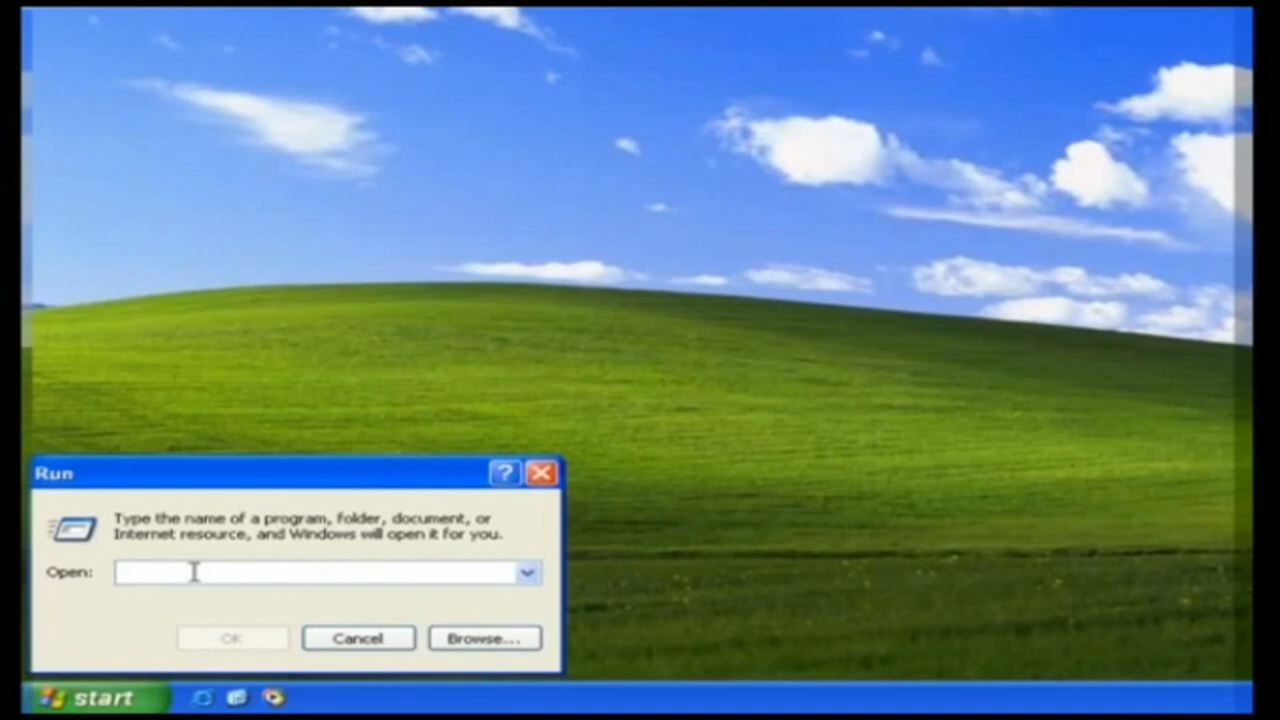 Run
Type the name of a program, folder, document, or
Internet resource, and Windows will open it for you.
Open:
OK
Cancel
Browse...
start